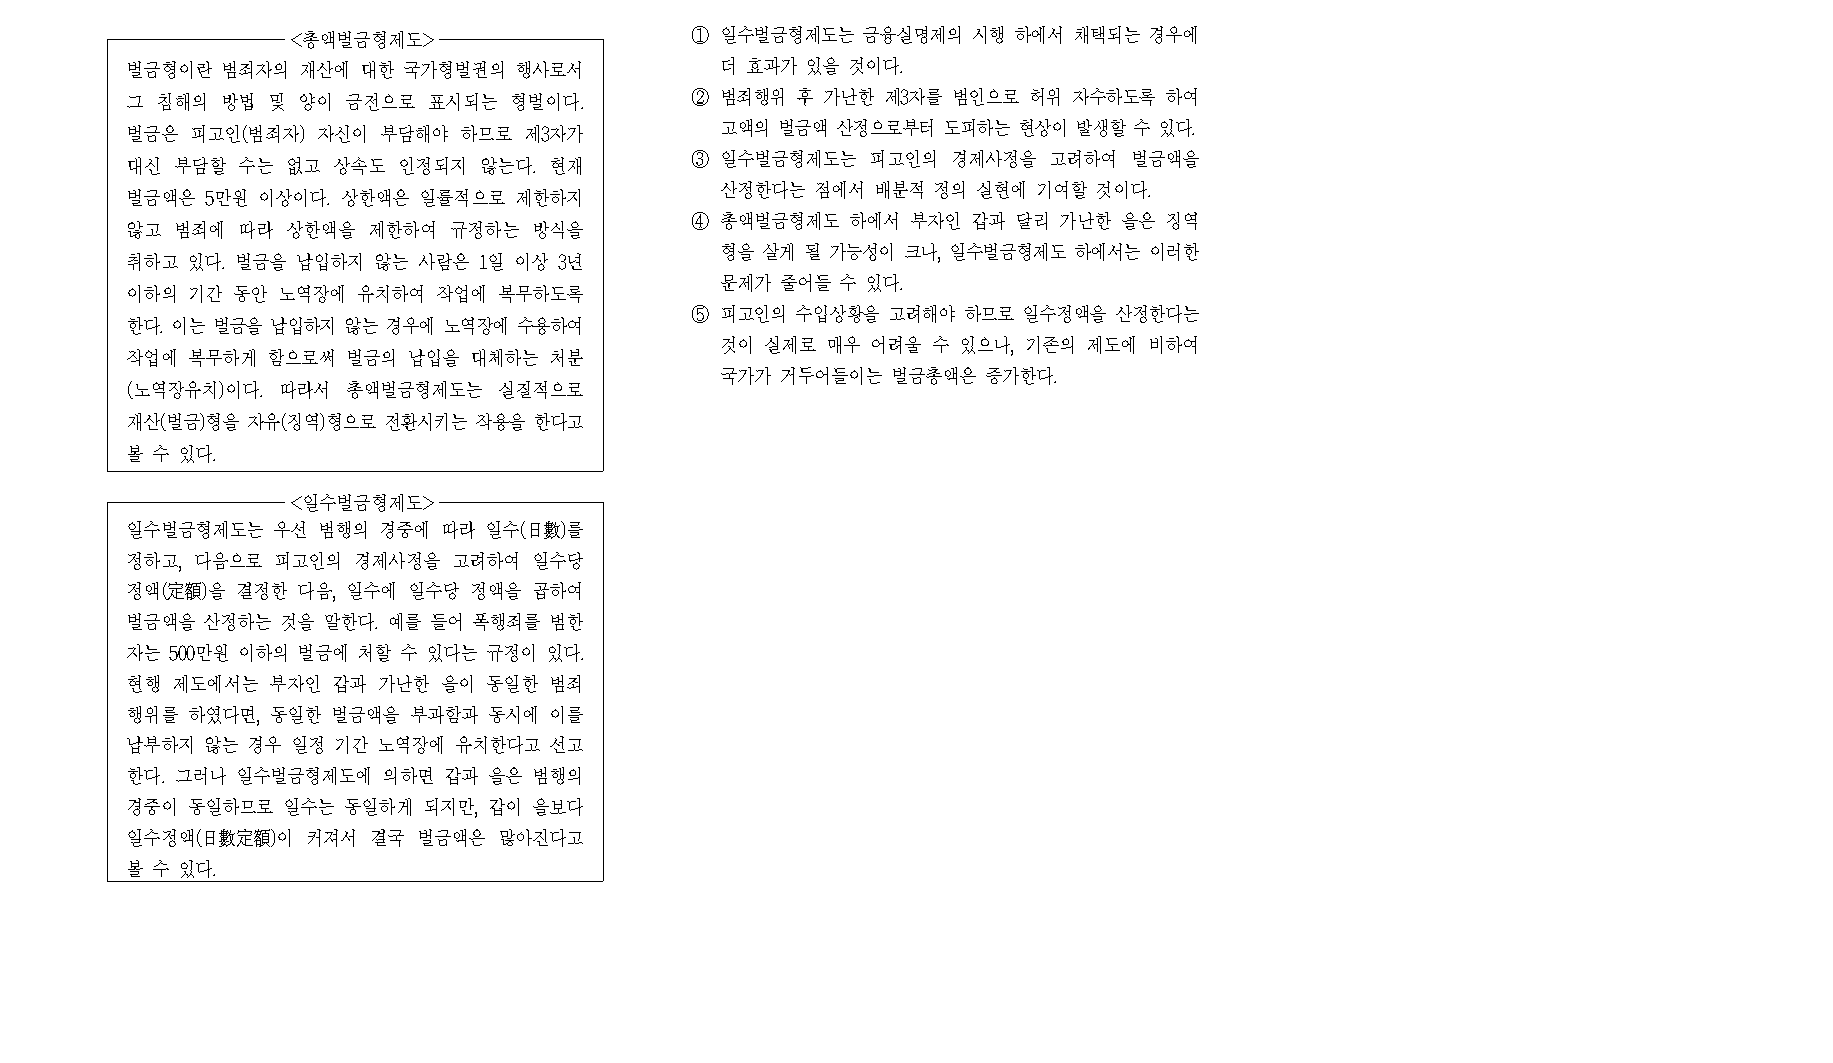 <총액벌금형제도>
벌금형이란 범죄자의 재산에 대한 국가형벌권의 행사로서
그 침해의 방법 및 양이 금전으로 표시되는 형벌이다.
벌금은 피고인(범죄자) 자신이 부담해야 하므로 제3자가
대신 부담할 수는 없고 상속도 인정되지 않는다. 현재
벌금액은 5만원 이상이다. 상한액은 일률적으로 제한하지
않고 범죄에 따라 상한액을 제한하여 규정하는 방식을
취하고 있다. 벌금을 납입하지 않는 사람은 1일 이상 3년
이하의 기간 동안 노역장에 유치하여 작업에 복무하도록
한다. 이는 벌금을 납입하지 않는 경우에 노역장에 수용하여
작업에 복무하게 함으로써 벌금의 납입을 대체하는 처분
(노역장유치)이다. 따라서 총액벌금형제도는 실질적으로
재산(벌금)형을 자유(징역)형으로 전환시키는 작용을 한다고
볼 수 있다.
<일수벌금형제도>
일수벌금형제도는 우선 범행의 경중에 따라 일수(日數)를
정하고, 다음으로 피고인의 경제사정을 고려하여 일수당
정액(定額)을 결정한 다음, 일수에 일수당 정액을 곱하여
벌금액을 산정하는 것을 말한다. 예를 들어 폭행죄를 범한
자는 500만원 이하의 벌금에 처할 수 있다는 규정이 있다.
현행 제도에서는 부자인 갑과 가난한 을이 동일한 범죄
행위를 하였다면, 동일한 벌금액을 부과함과 동시에 이를
납부하지 않는 경우 일정 기간 노역장에 유치한다고 선고
한다. 그러나 일수벌금형제도에 의하면 갑과 을은 범행의
경중이 동일하므로 일수는 동일하게 되지만, 갑이 을보다
일수정액(日數定額)이 커져서 결국 벌금액은 많아진다고
볼 수 있다.
① 일수벌금형제도는 금융실명제의 시행 하에서 채택되는 경우에
더 효과가 있을 것이다.
② 범죄행위 후 가난한 제3자를 범인으로 허위 자수하도록 하여
고액의 벌금액 산정으로부터 도피하는 현상이 발생할 수 있다.
③ 일수벌금형제도는 피고인의 경제사정을 고려하여 벌금액을
산정한다는 점에서 배분적 정의 실현에 기여할 것이다.
④ 총액벌금형제도 하에서 부자인 갑과 달리 가난한 을은 징역
형을 살게 될 가능성이 크나, 일수벌금형제도 하에서는 이러한
문제가 줄어들 수 있다.
⑤ 피고인의 수입상황을 고려해야 하므로 일수정액을 산정한다는
것이 실제로 매우 어려울 수 있으나, 기존의 제도에 비하여
국가가 거두어들이는 벌금총액은 증가한다.